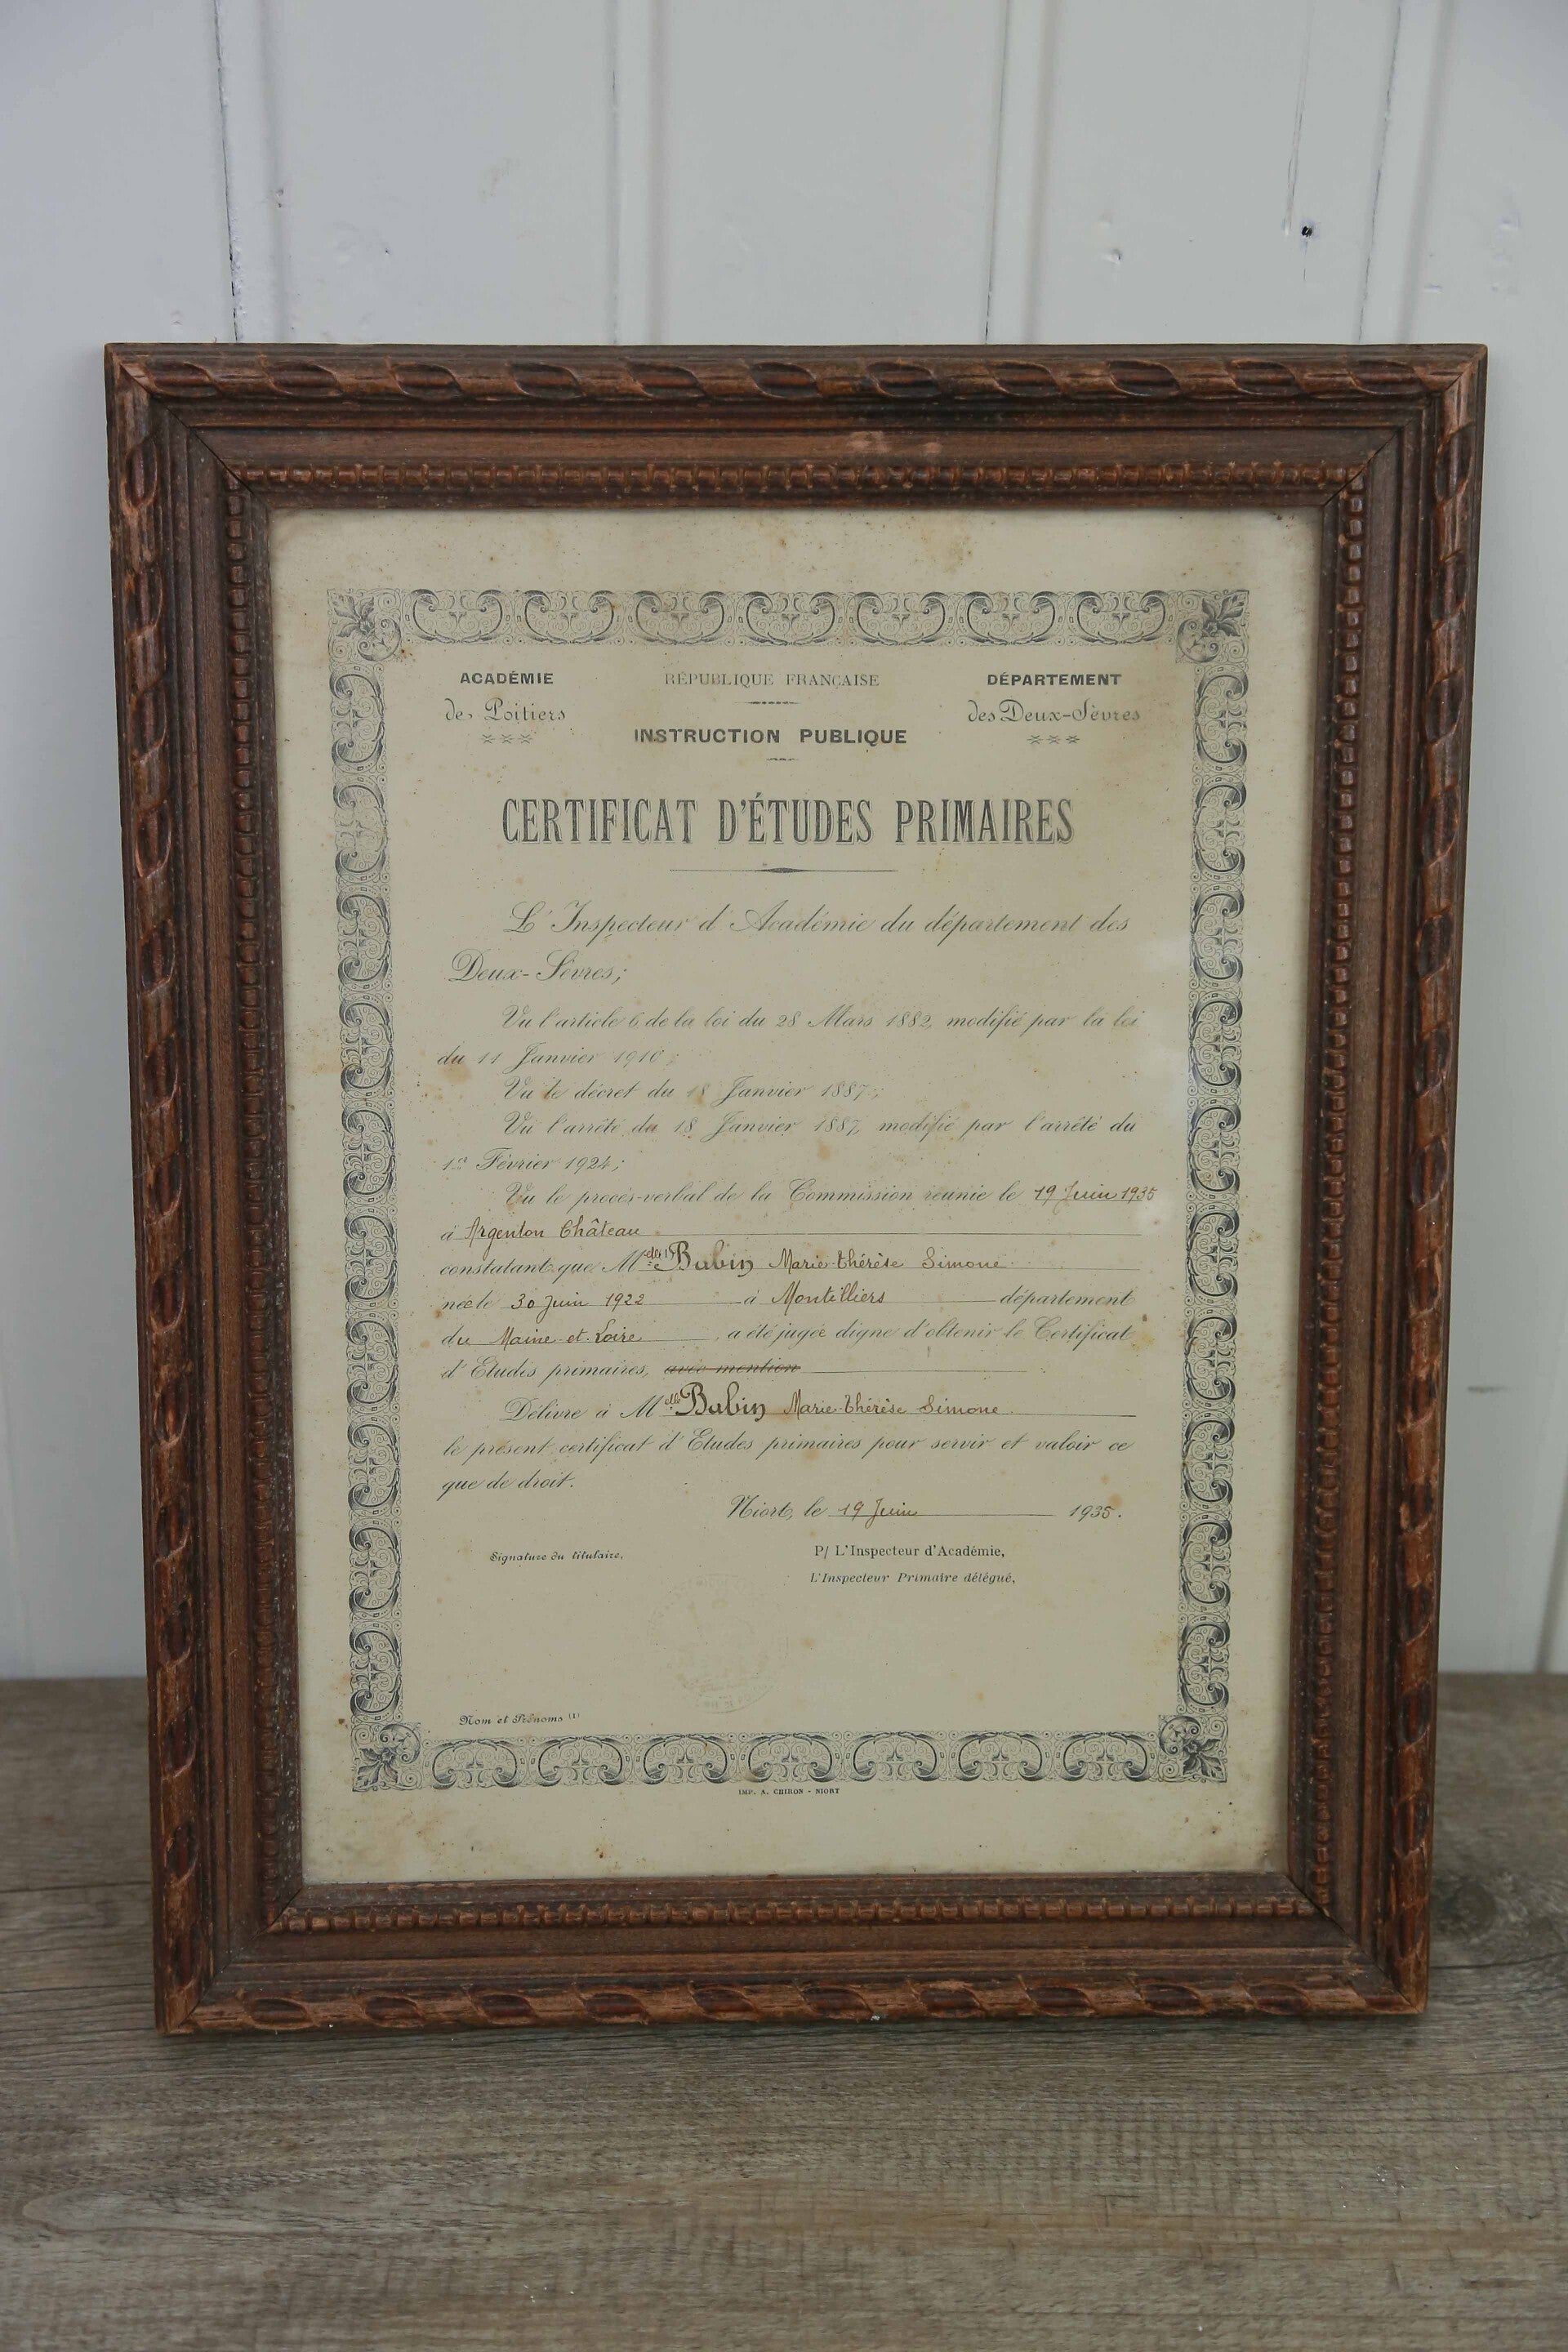 ACADÉMIE
de Poitiers
RÉPUBLIQUE FRANÇAISE
INSTRUCTION PUBLIQUE
DÉPARTEMENT
des Deux-Sèvres
CERTIFICAT D'ÉTUDES PRIMAIRES
L'Inspecteur d'Académie du département des
Deux-Sèvres;
Vu l'article 6 de la loi du 28 Mars 1882, modifié par la loi
du 11 Janvier 1910;
Vu le décret du 18 Janvier 1887;
Vu l'arrêté du 18 Janvier 1887, modifié par l'arrêté du
1er Février 1924;
Vu le procès-verbal de la Commission réunie le 19 Juin 1935
à Argenton Château
constatant que Melle (1) Babin Marie-Thérèse Simone
née le 30 Juin 1922 à Montilliers département
du Maine-et-Loire, a été jugée digne d'obtenir le Certificat
d'Etudes primaires, avec mention
Délivré à Melle Babin Marie-Thérèse Simone
le présent certificat d'Etudes primaires pour servir et valoir ce
que de droit.
Niort, le 19 Juin 1935.
Signature du titulaire,
P/ L'Inspecteur d'Académie,
L'Inspecteur Primaire délégué,
Nom et Prénoms (1)
IMP. A. CHIRON - NIORT